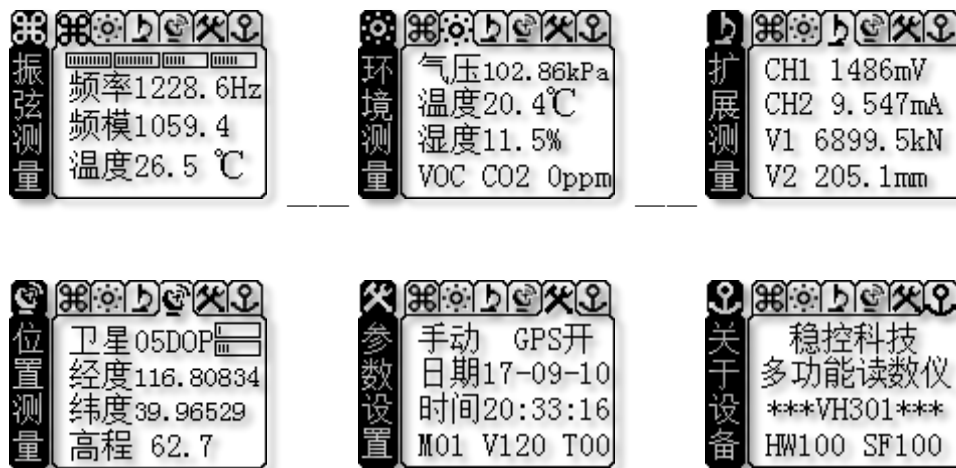 振弦测量
频率1228.6Hz
频模1059.4
温度26.5 ℃
环境测量
气压102.86kPa
温度20.4℃
湿度11.5%
VOC CO2 0ppm
扩展测量
CH1 1486mV
CH2 9.547mA
V1 6899.5kN
V2 205.1mm
位置测量
卫星05DOP
经度116.80834
纬度39.96529
高程 62.7
参数设置
手动 GPS开
日期17-09-10
时间20:33:16
M01 V120 T00
关于设备
稳控科技
多功能读数仪
***VH301***
HW100 SF100